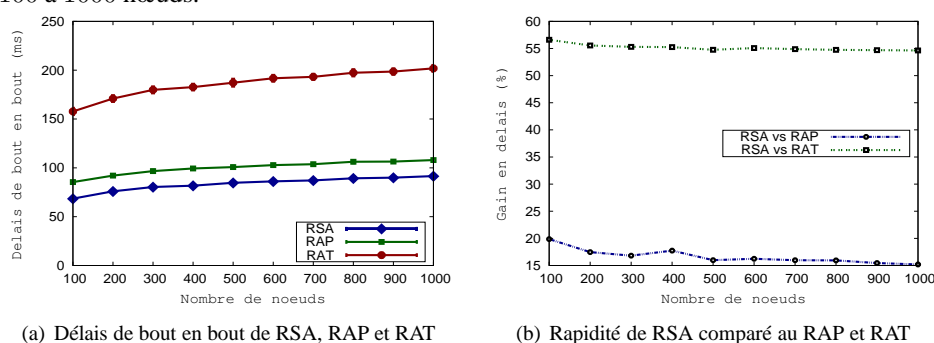 100 à 1000 nœuds.
250
200
150
100
50
0
100 200 300 400 500 600 700 800 900 1000
Delais de bout en bout (ms)
Nombre de noeuds
RSA
RAP
RAT
(a) Délais de bout en bout de RSA, RAP et RAT
60
55
50
45
40
35
30
25
20
15
100 200 300 400 500 600 700 800 900 1000
Gain en delais (%)
Nombre de noeuds
RSA vs RAP
RSA vs RAT
(b) Rapidité de RSA comparé au RAP et RAT